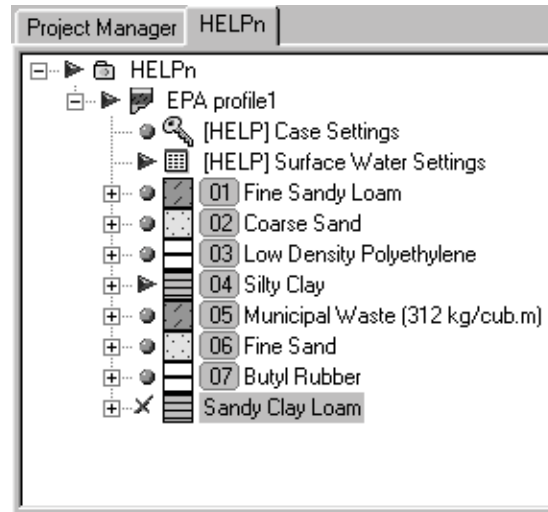 Project Manager HELPn
HELPn
EPA profile1
[HELP] Case Settings
[HELP] Surface Water Settings
01 Fine Sandy Loam
02 Coarse Sand
03 Low Density Polyethylene
04 Silty Clay
05 Municipal Waste (312 kg/cub.m)
06 Fine Sand
07 Butyl Rubber
Sandy Clay Loam